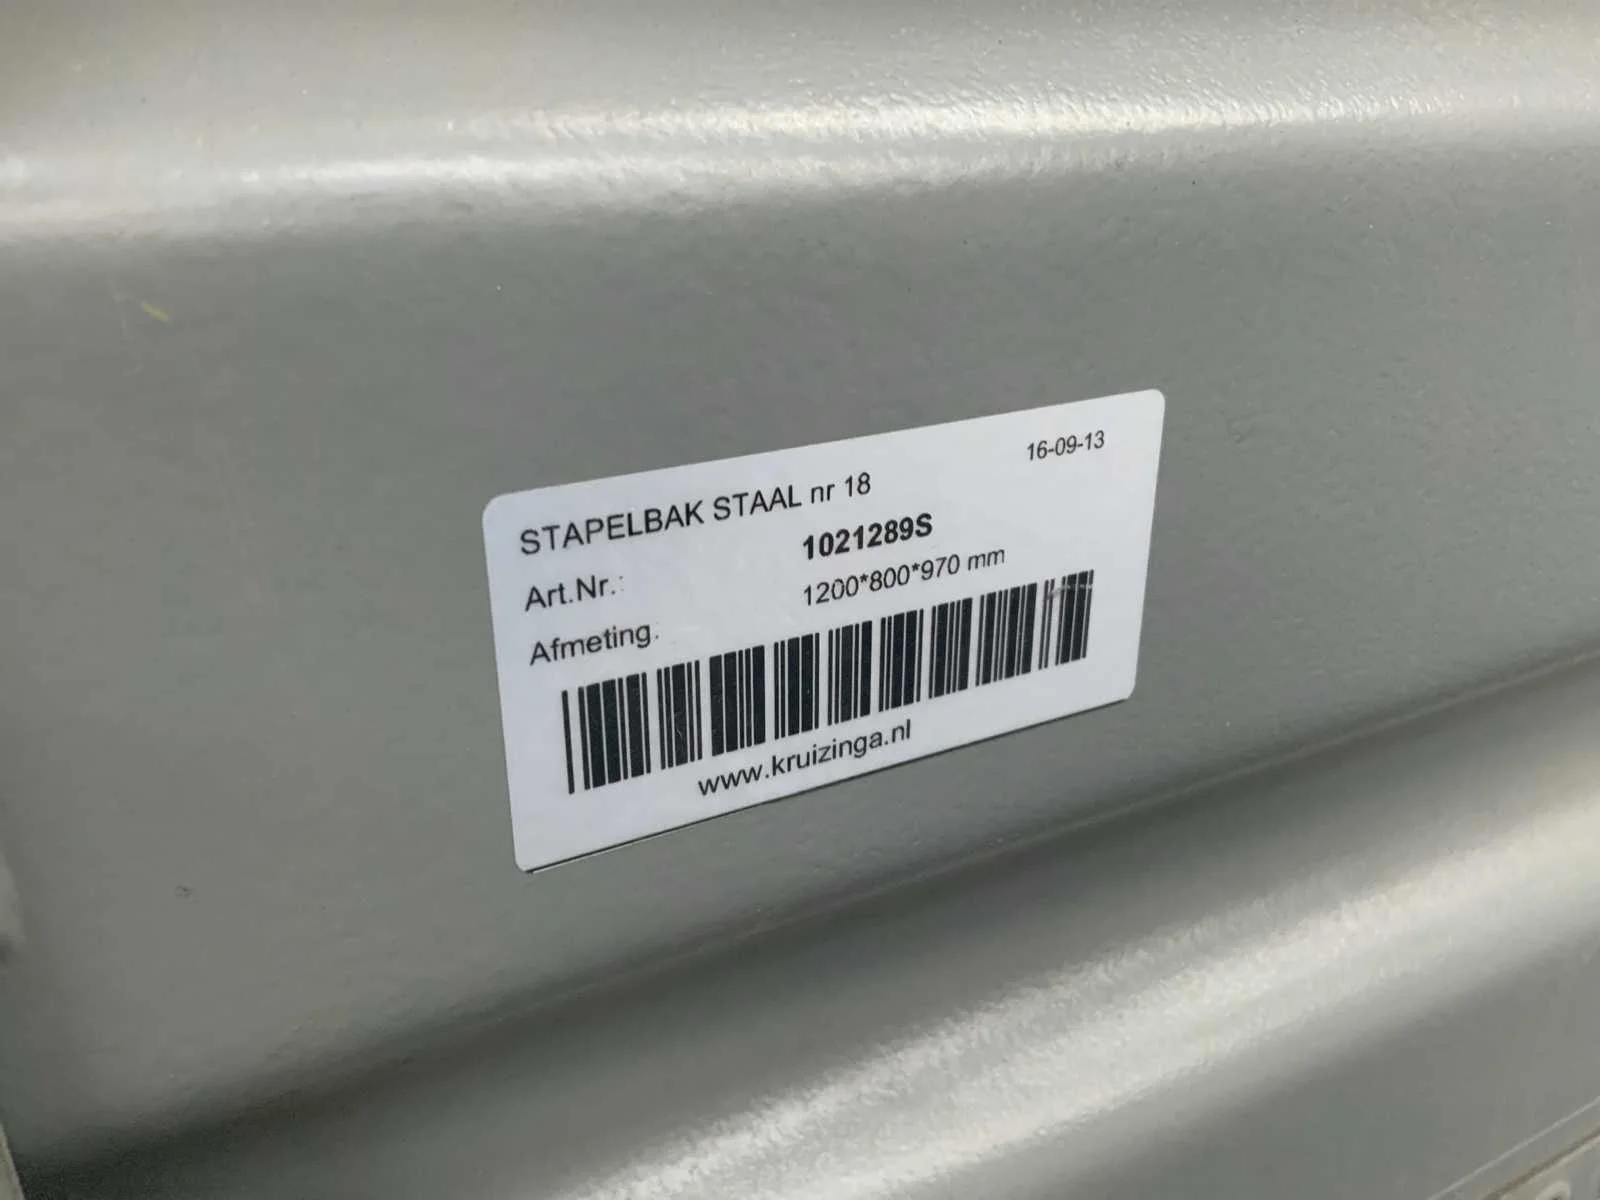 16-09-13
STAPELBAK STAAL nr 18
Art.Nr.: 1021289S
Afmeting. 1200*800*970 mm
www.kruizinga.nl